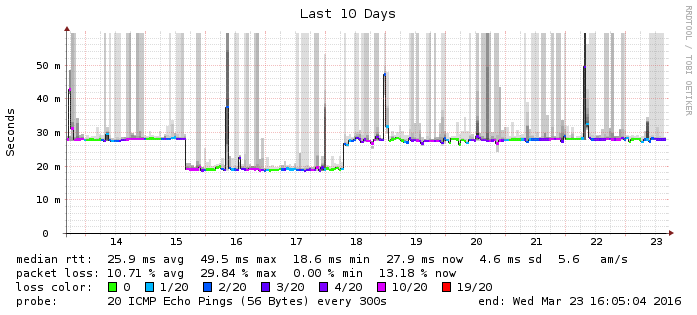 Last 10 Days
RRDTOOL / TOBI OETIKER
Seconds
50 m
40 m
30 m
20 m
10 m
0
14 15 16 17 18 19 20 21 22 23
median rtt: 25.9 ms avg 49.5 ms max 18.6 ms min 27.9 ms now 4.6 ms sd 5.6 am/s
packet loss: 10.71 % avg 29.84 % max 0.00 % min 13.18 % now
loss color: 0 1/20 2/20 3/20 4/20 10/20 19/20
probe: 20 ICMP Echo Pings (56 Bytes) every 300s end: Wed Mar 23 16:05:04 2016